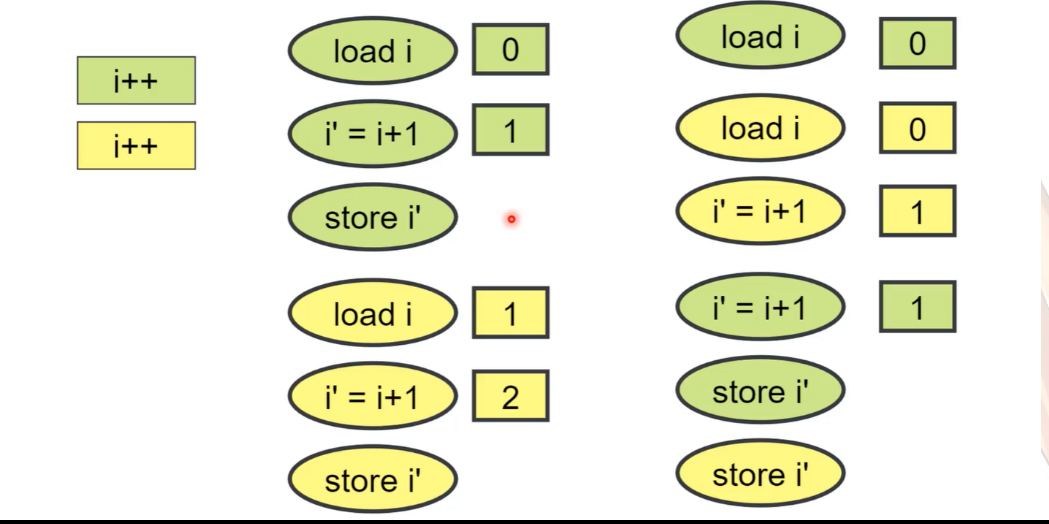 i++
i++
load i
0
i' = i+1
1
store i'
load i
1
i' = i+1
2
store i'
load i
0
load i
0
i' = i+1
1
i' = i+1
1
store i'
store i'